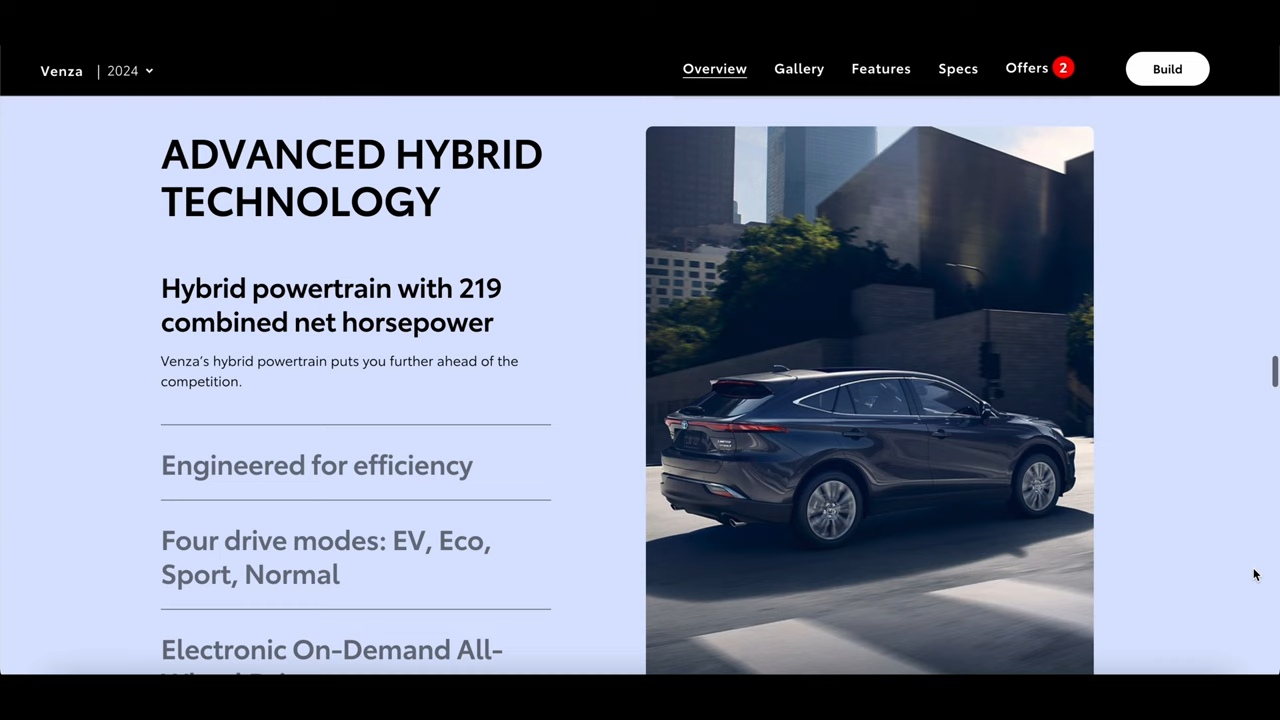 Venza | 2024
Overview Gallery Features Specs Offers 2 Build
ADVANCED HYBRID
TECHNOLOGY
Hybrid powertrain with 219
combined net horsepower
Venza's hybrid powertrain puts you further ahead of the
competition.
Engineered for efficiency
Four drive modes: EV, Eco,
Sport, Normal
Electronic On-Demand All-